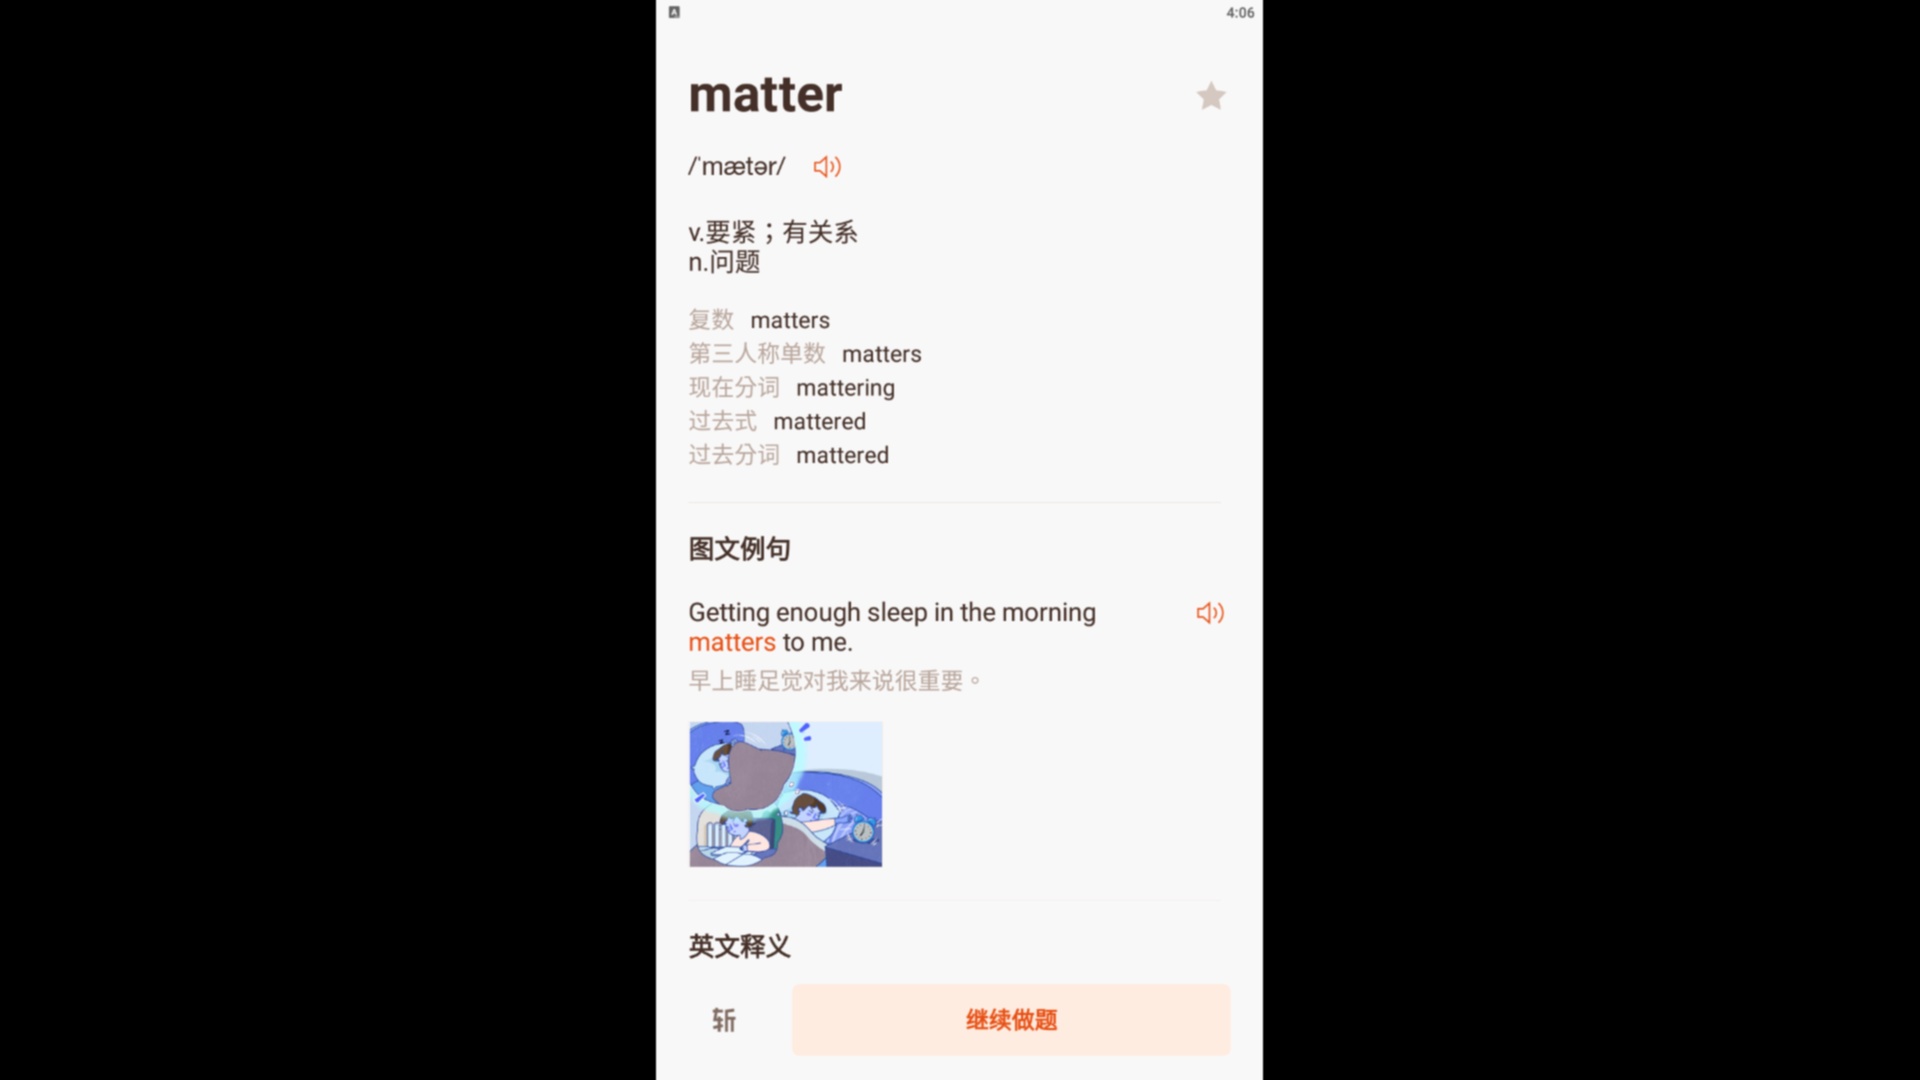 4:06
matter
/ˈmætər/
v.要紧；有关系
n.问题
复数 matters
第三人称单数 matters
现在分词 mattering
过去式 mattered
过去分词 mattered
图文例句
Getting enough sleep in the morning
matters to me.
早上睡足觉对我来说很重要。
英文释义
斩 继续做题